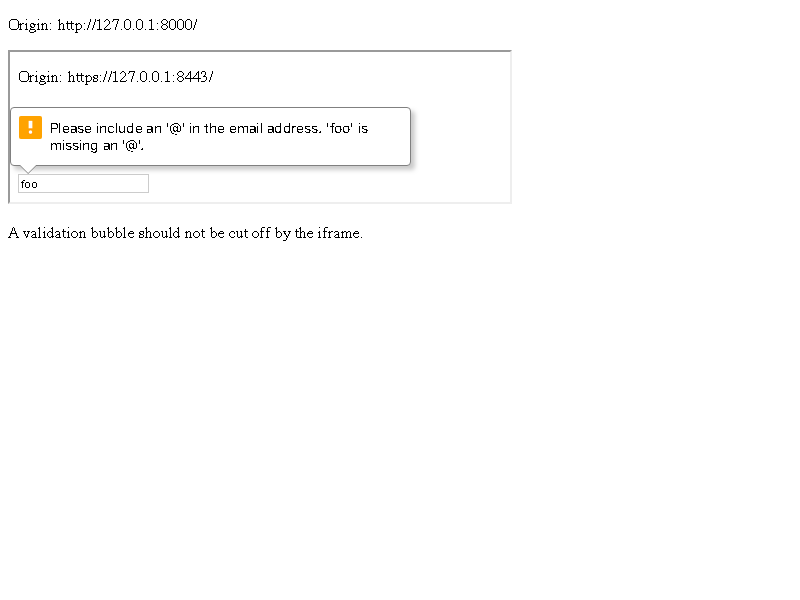 Origin: http://127.0.0.1:8000/
Origin: https://127.0.0.1:8443/
Please include an '@' in the email address. 'foo' is
missing an '@'.
foo
A validation bubble should not be cut off by the iframe.